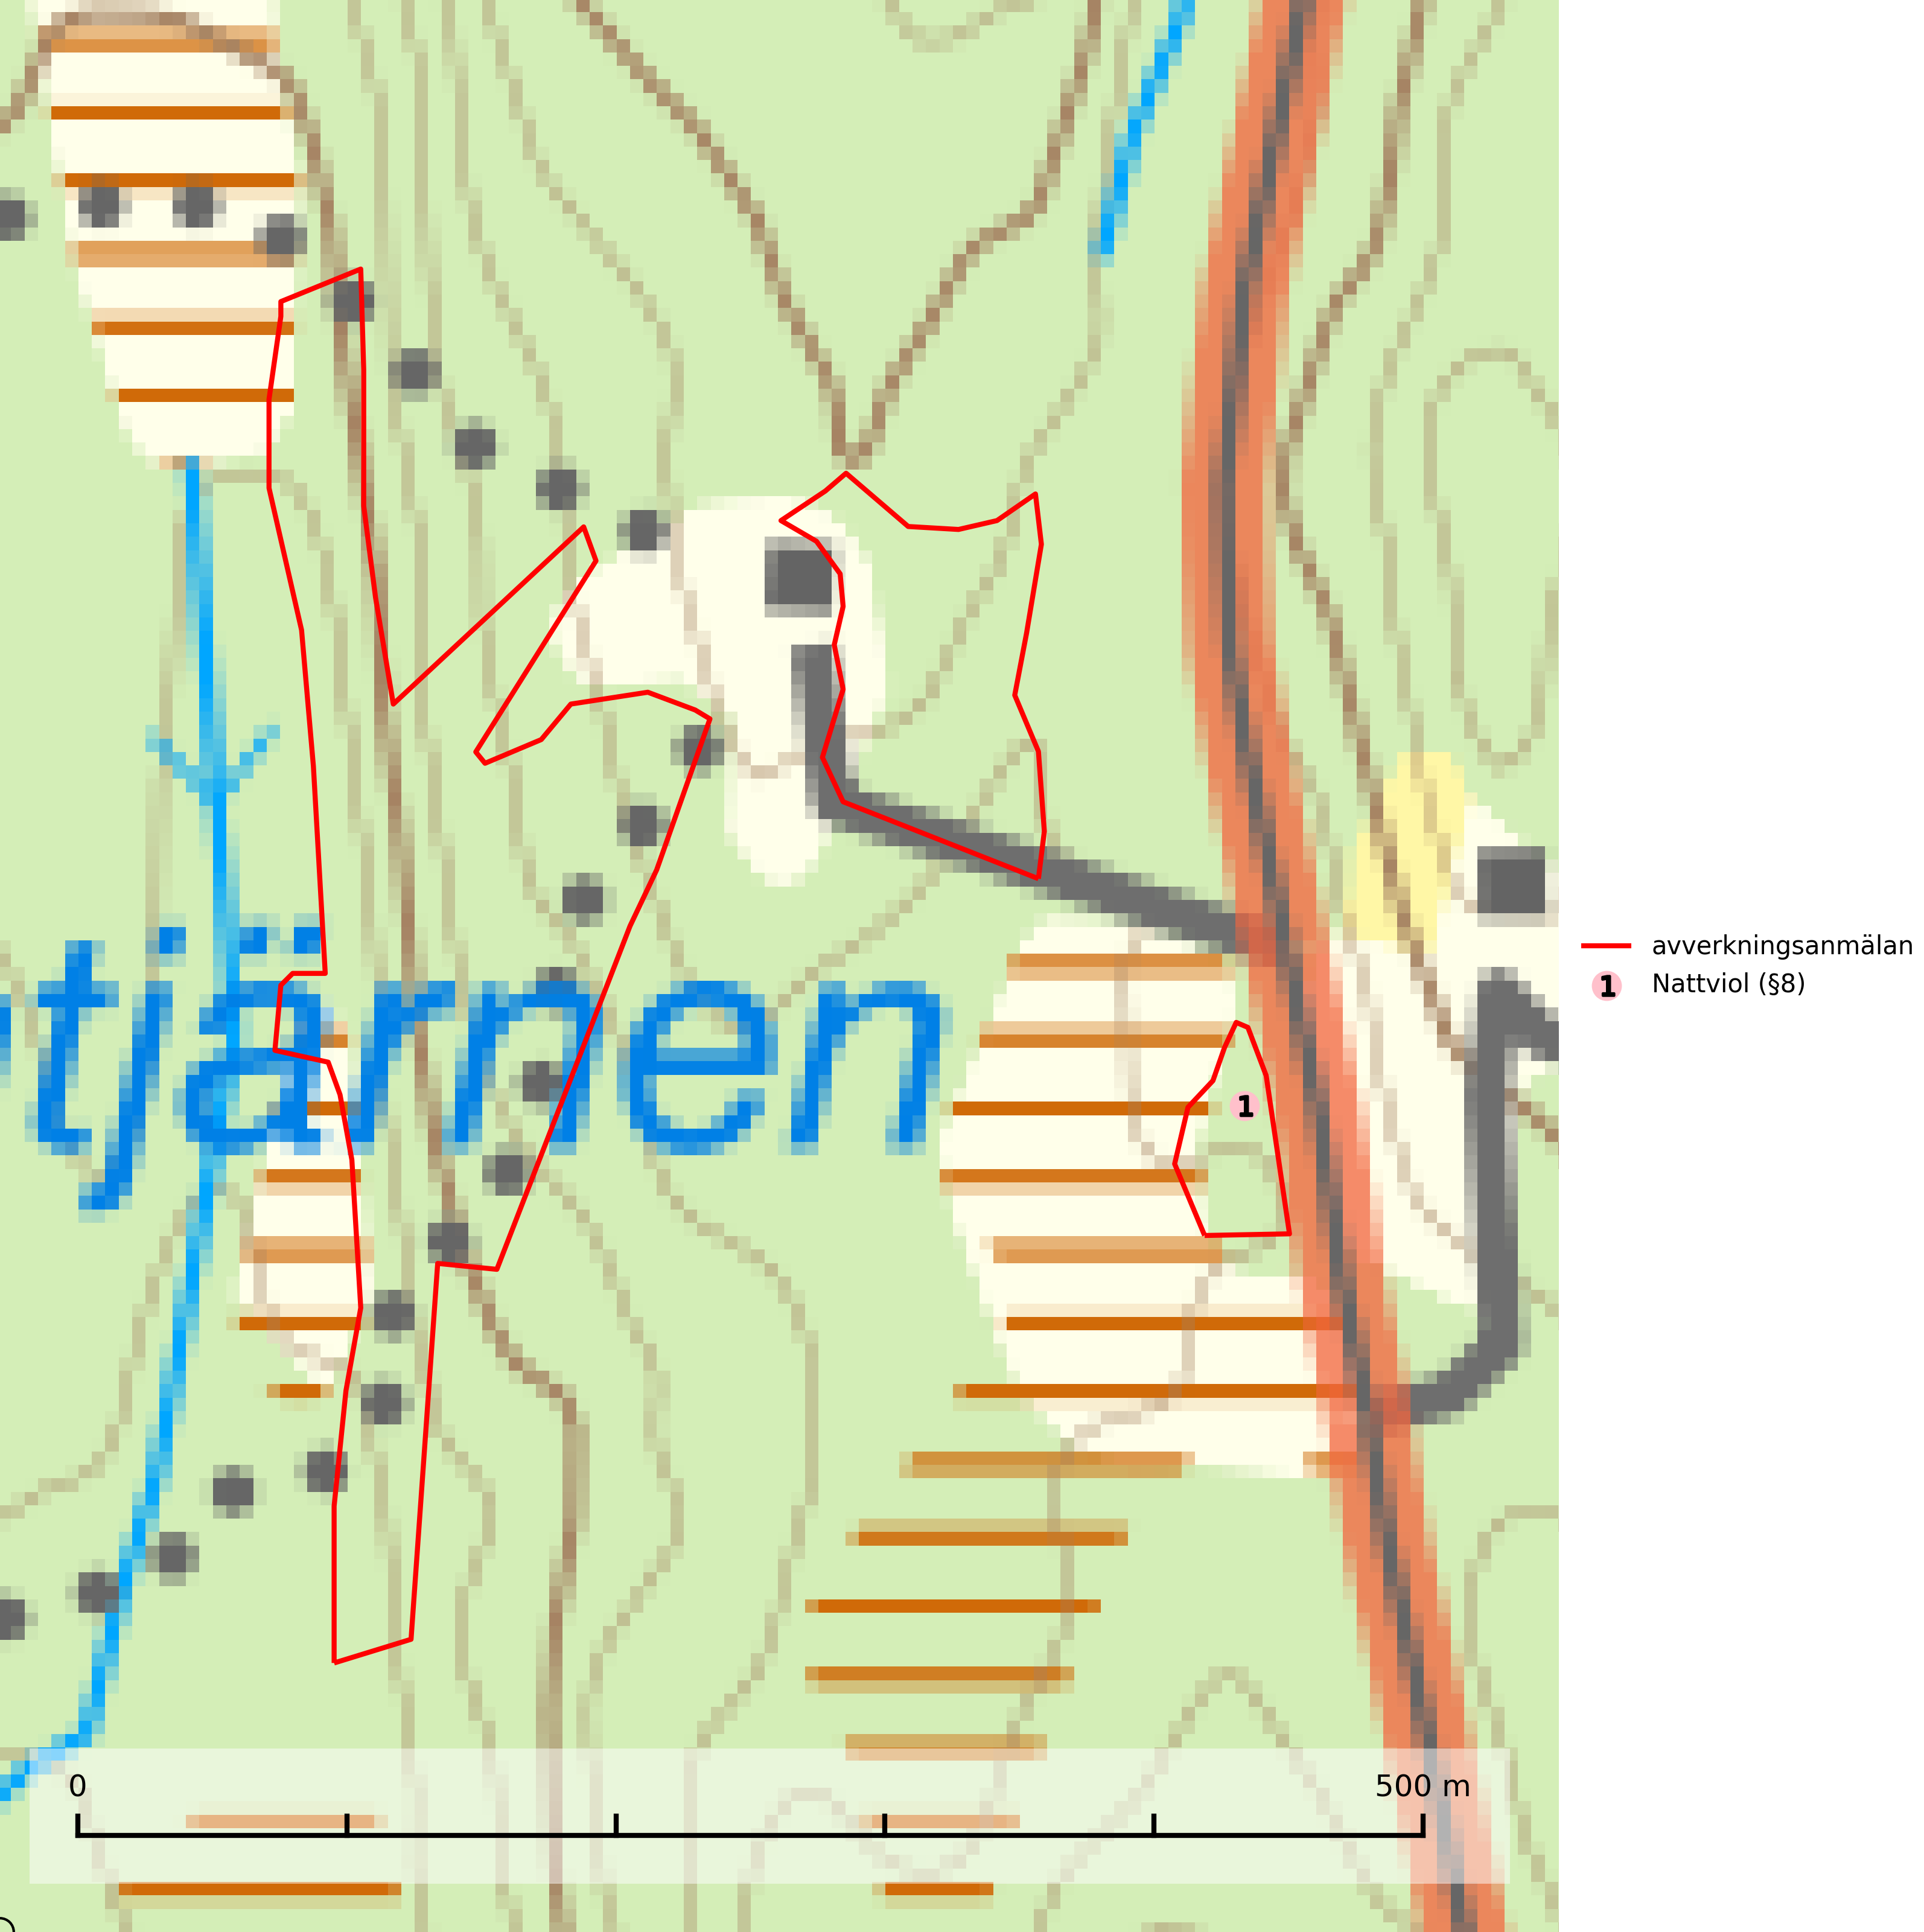 tjärnen
1
avverkningsanmälan
1 Nattviol (§8)
0 500 m